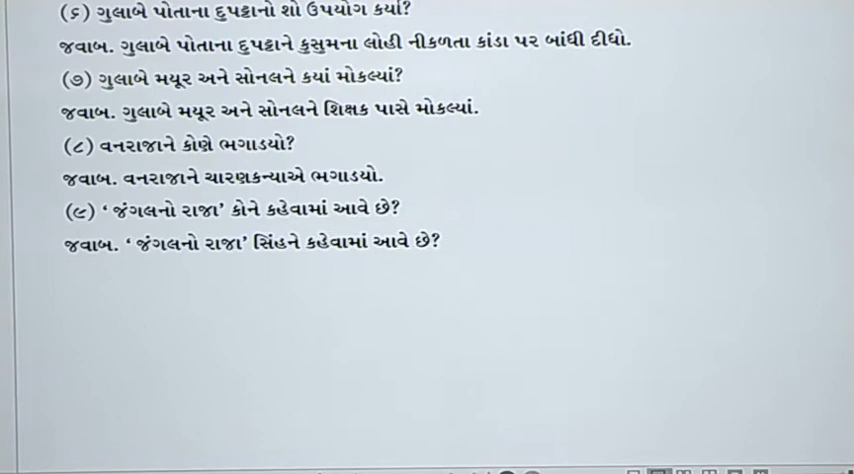 (૬) ગુલાબે પોતાના દુપટ્ટાનો શો ઉપયોગ કર્યો?
જવાબ. ગુલાબે પોતાના દુપટ્ટાને કુસુમના લોહી નીકળતા કાંડા પર બાંધી દીધો.
(૭) ગુલાબે મયૂર અને સોનલને કયાં મોકલ્યાં?
જવાબ. ગુલાબે મયૂર અને સોનલને શિક્ષક પાસે મોકલ્યાં.
(૮) વનરાજાને કોણે ભગાડયો?
જવાબ. વનરાજાને ચારણકન્યાએ ભગાડયો.
(૯) ‘ જંગલનો રાજા’ કોને કહેવામાં આવે છે?
જવાબ. ‘ જંગલનો રાજા’ સિંહને કહેવામાં આવે છે?